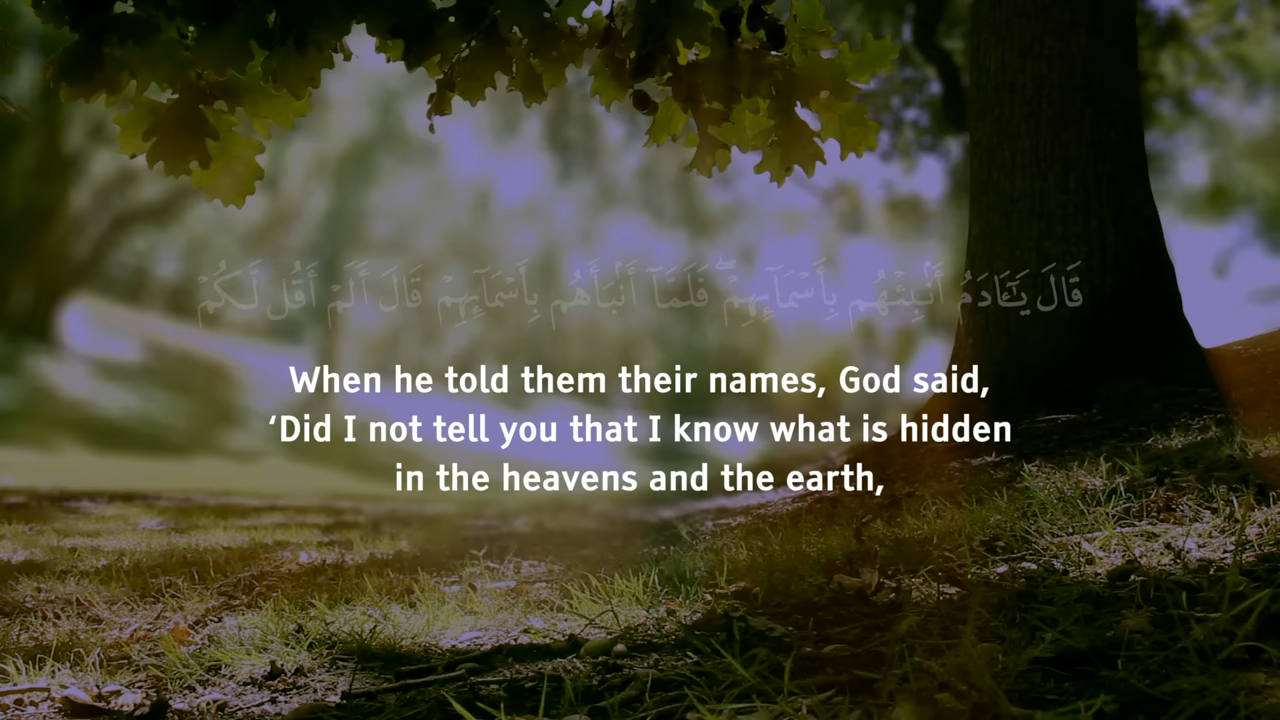 قَالَ يَٰٓـَٔادَمُ أَنۢبِئْهُم بِأَسْمَآئِهِمْ ۖ فَلَمَّآ أَنۢبَأَهُم بِأَسْمَآئِهِمْ قَالَ أَلَمْ أَقُل لَّكُمْ
When he told them their names, God said,
‘Did I not tell you that I know what is hidden
in the heavens and the earth,